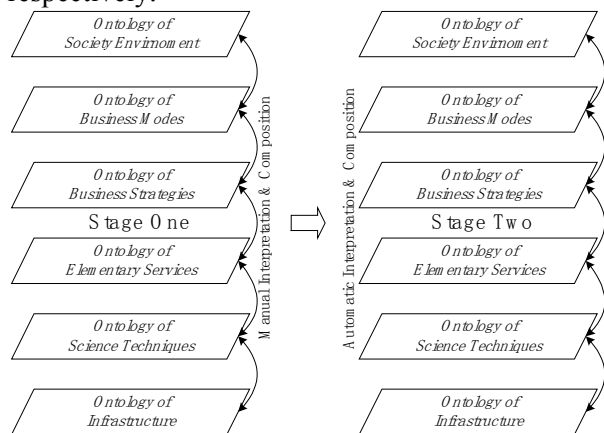 respectively.
Ontology of
Society Envirnoment
Ontology of
Business Modes
Ontology of
Business Strategies
Stage One
Ontology of
Elementary Services
Ontology of
Science Techniques
Ontology of
Infrastructure
Manual Interpretation & Composition
Automatic Interpretation & Composition
Ontology of
Society Envirnoment
Ontology of
Business Modes
Ontology of
Business Strategies
Stage Two
Ontology of
Elementary Services
Ontology of
Science Techniques
Ontology of
Infrastructure